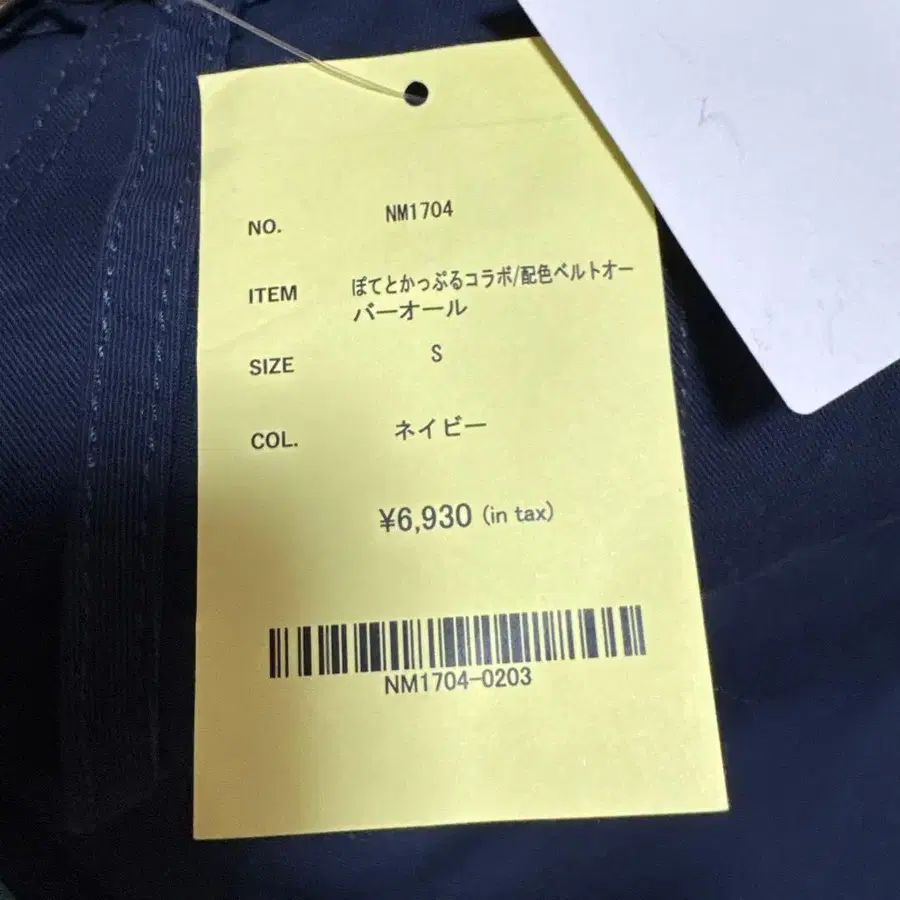 NO. NM1704
ITEM ぽてとかっぷるコラボ/配色ベルトオー
バーオール
SIZE S
COL. ネイビー
¥6,930 (in tax)
NM1704-0203